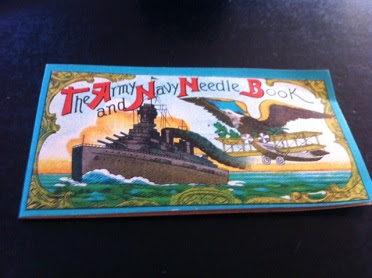 The Army Navy Needle Book
and